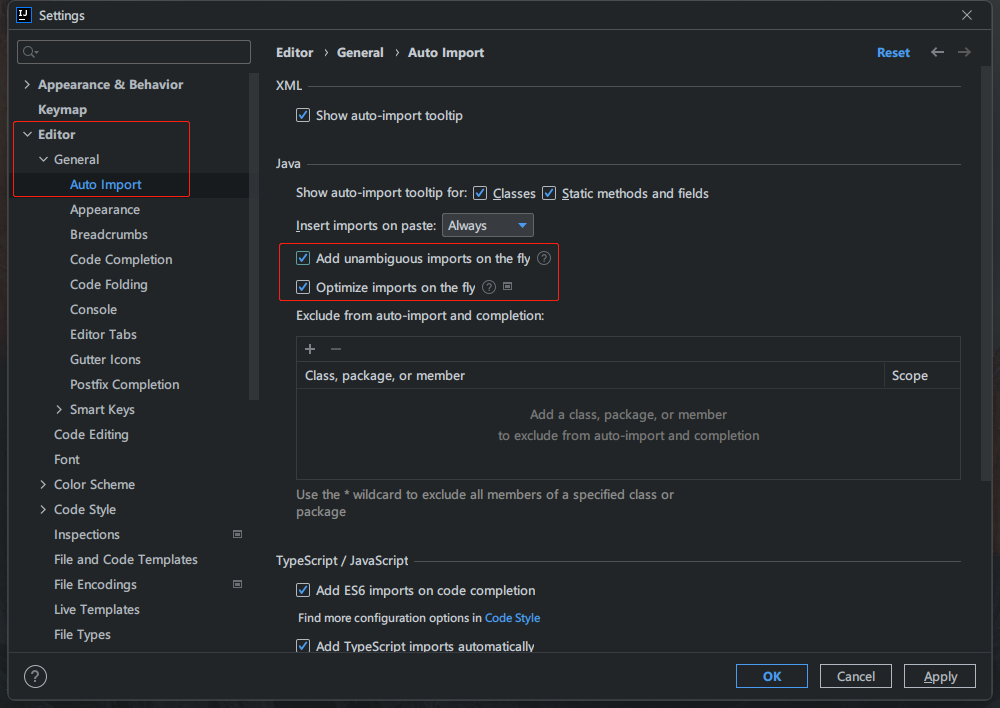 Settings
Editor › General › Auto Import Reset
Appearance & Behavior
Keymap
Editor
General
Auto Import
Appearance
Breadcrumbs
Code Completion
Code Folding
Console
Editor Tabs
Gutter Icons
Postfix Completion
Smart Keys
Code Editing
Font
Color Scheme
Code Style
Inspections
File and Code Templates
File Encodings
Live Templates
File Types
XML
Show auto-import tooltip
Java
Show auto-import tooltip for: Classes Static methods and fields
Insert imports on paste: Always
Add unambiguous imports on the fly ?
Optimize imports on the fly ?
Exclude from auto-import and completion:
+ −
Class, package, or member Scope
Add a class, package, or member
to exclude from auto-import and completion
Use the * wildcard to exclude all members of a specified class or
package
TypeScript / JavaScript
Add ES6 imports on code completion
Find more configuration options in Code Style
Add TypeScript imports automatically
? OK Cancel Apply